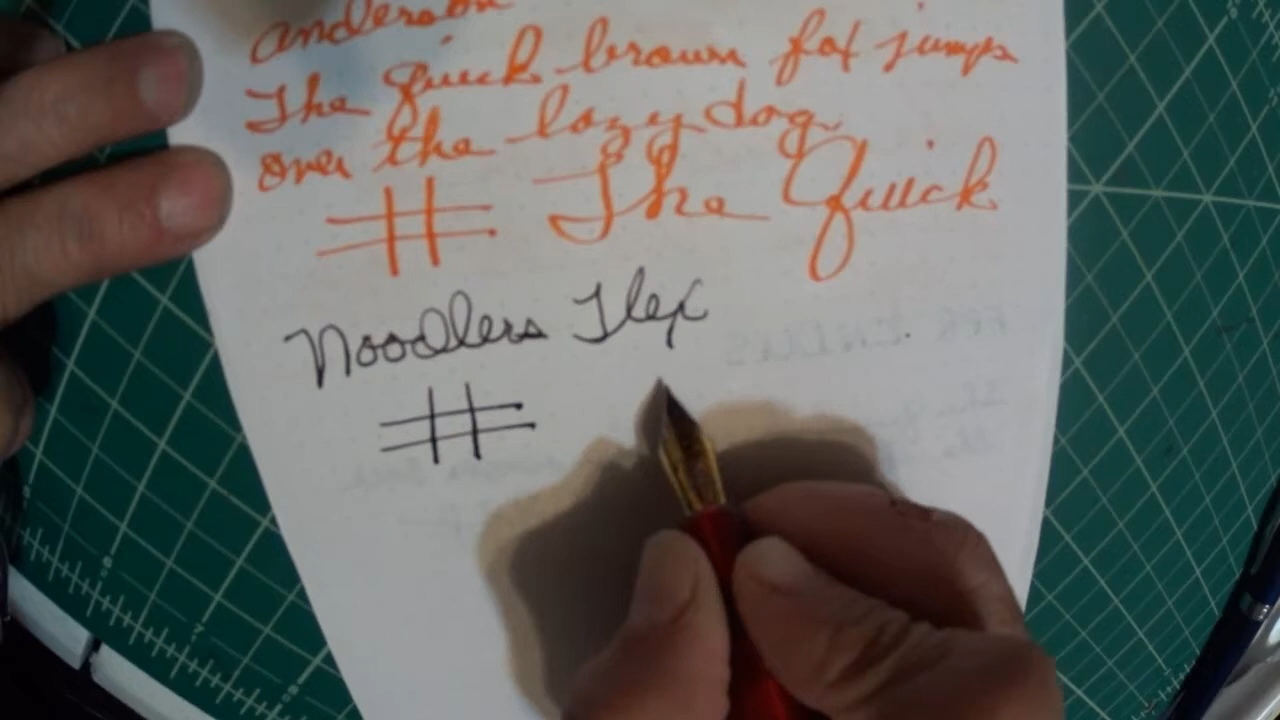 anderson
The quick brown fox jumps
over the lazy dog.
# The Quick
Noodlers Flex
#